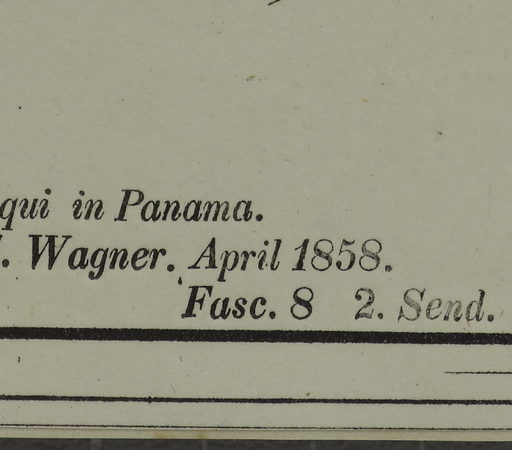 qui in Panama.
. Wagner. April 1858.
Fasc. 8 2. Send.